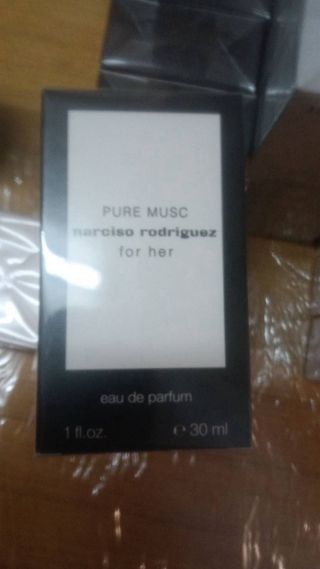 PURE MUSC
narciso rodriguez
for her
eau de parfum
1 fl.oz. ℮ 30 ml